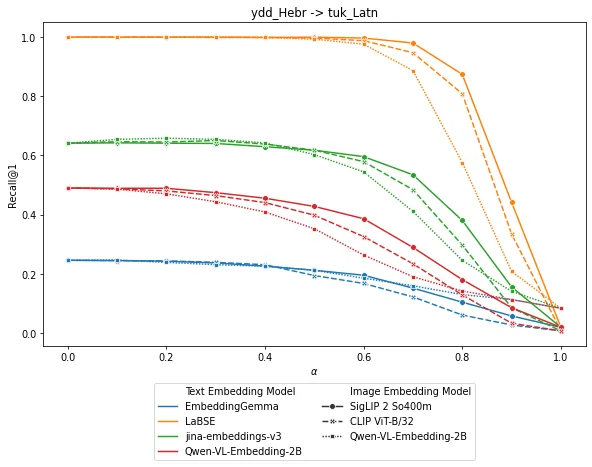 ydd_Hebr -> tuk_Latn
Recall@1
1.0
0.8
0.6
0.4
0.2
0.0
0.0 0.2 0.4 0.6 0.8 1.0
α
Text Embedding Model Image Embedding Model
EmbeddingGemma SigLIP 2 So400m
LaBSE CLIP ViT-B/32
jina-embeddings-v3 Qwen-VL-Embedding-2B
Qwen-VL-Embedding-2B